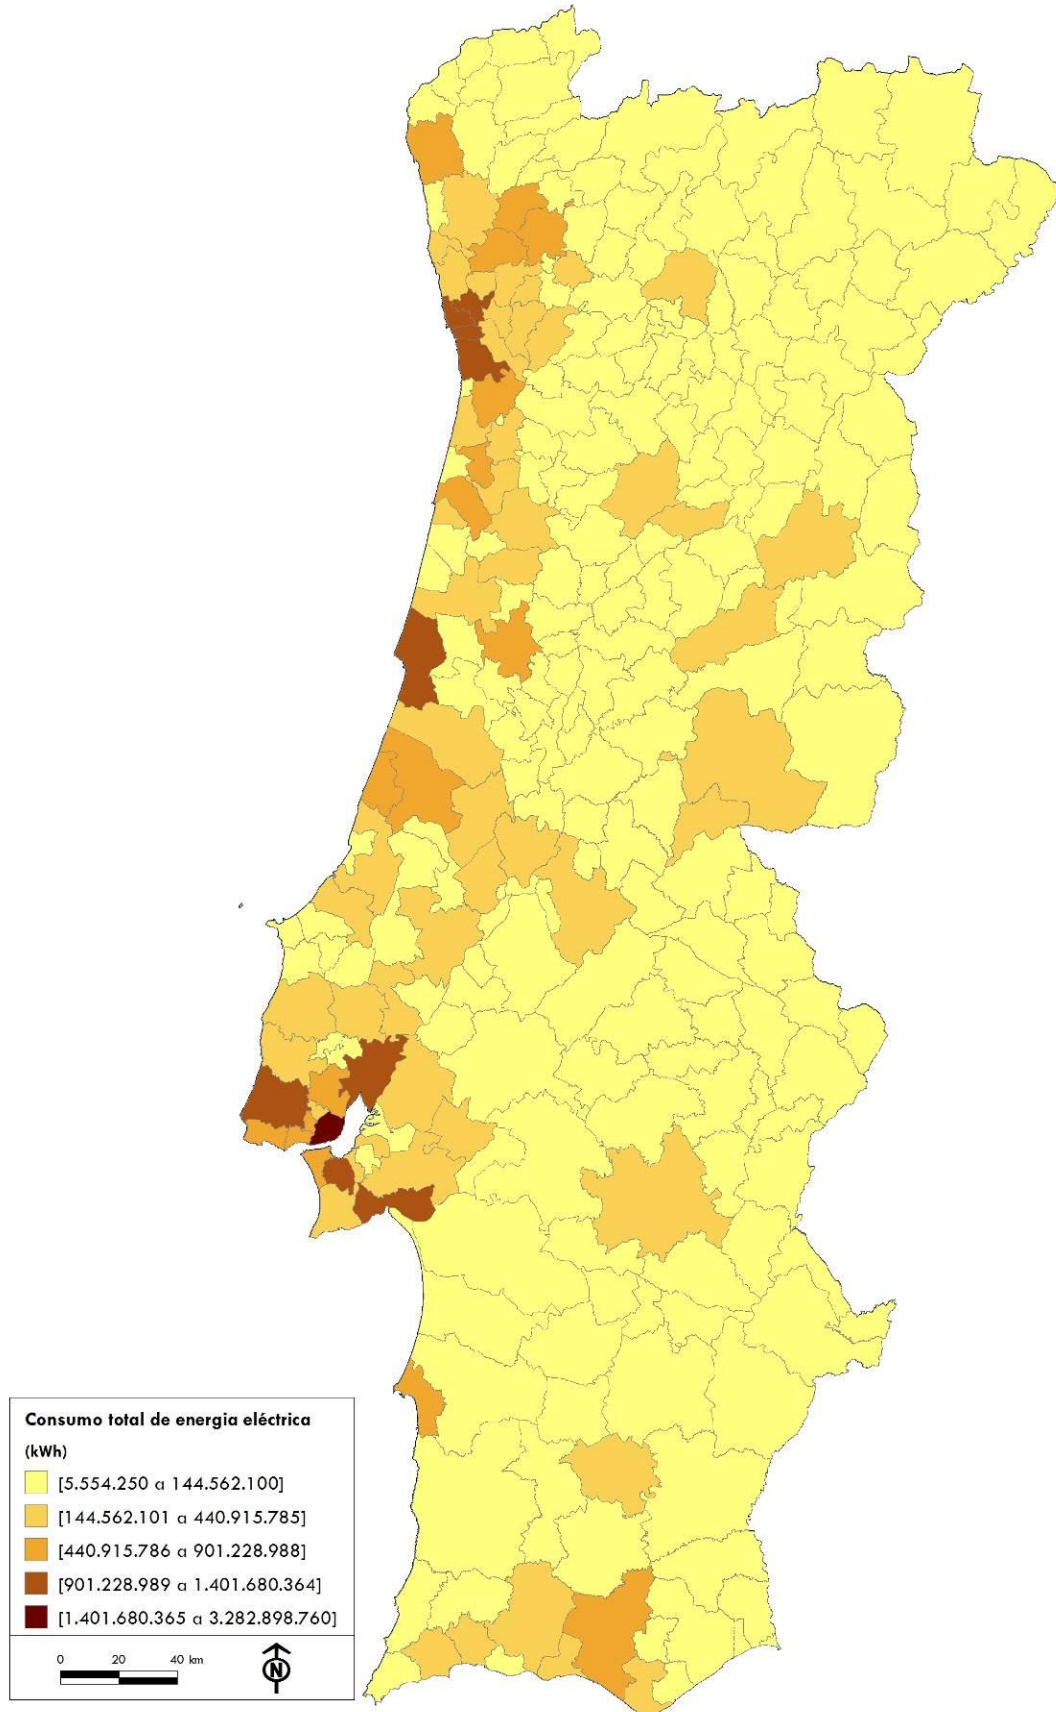 Consumo total de energia eléctrica
(kWh)
[5.554.250 a 144.562.100]
[144.562.101 a 440.915.785]
[440.915.786 a 901.228.988]
[901.228.989 a 1.401.680.364]
[1.401.680.365 a 3.282.898.760]
0 20 40 km
N